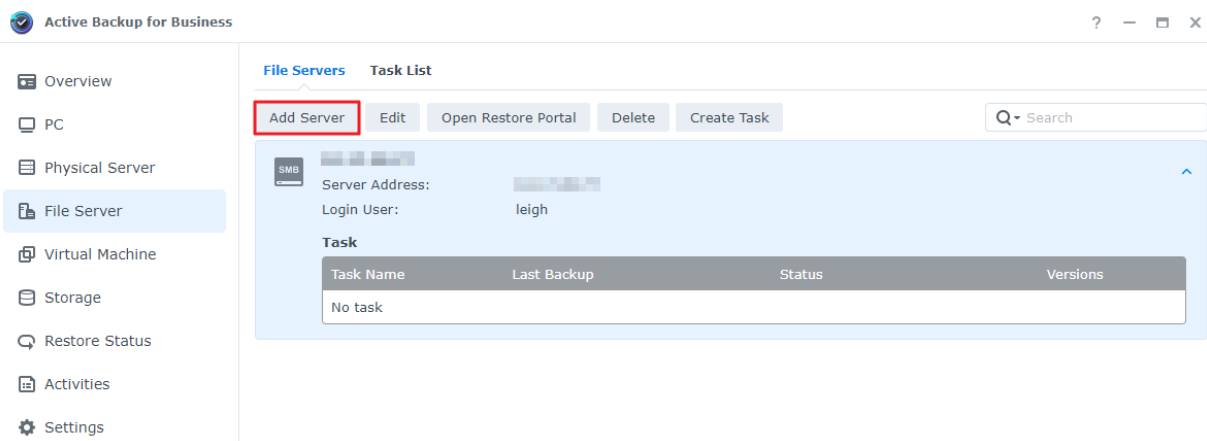 Active Backup for Business
?
Overview
PC
Physical Server
File Server
Virtual Machine
Storage
Restore Status
Activities
Settings
File Servers Task List
Add Server Edit Open Restore Portal Delete Create Task Search
SMB
Server Address:
Login User: leigh
Task
Task Name Last Backup Status Versions
No task